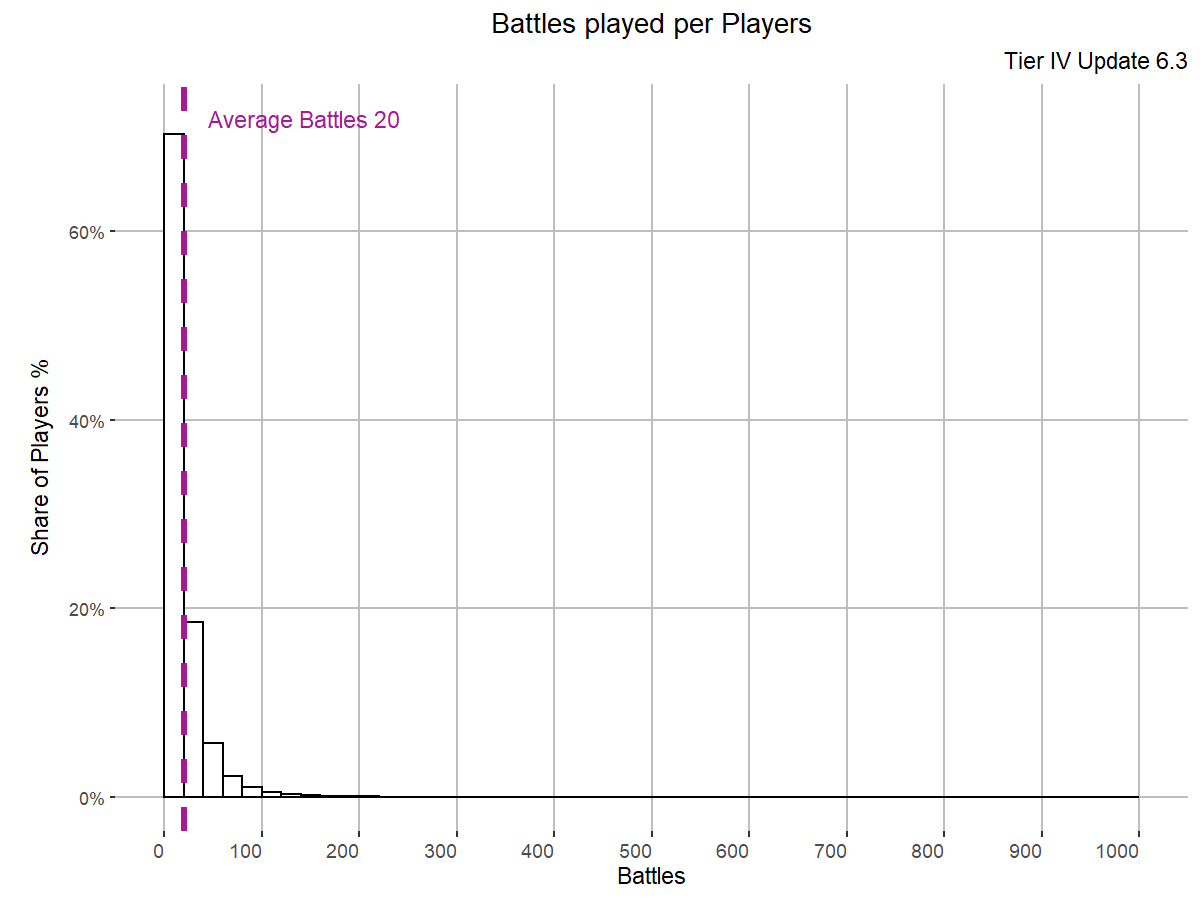 Battles played per Players
Tier IV Update 6.3
Average Battles 20
60%
40%
20%
0%
Share of Players %
0 100 200 300 400 500 600 700 800 900 1000
Battles